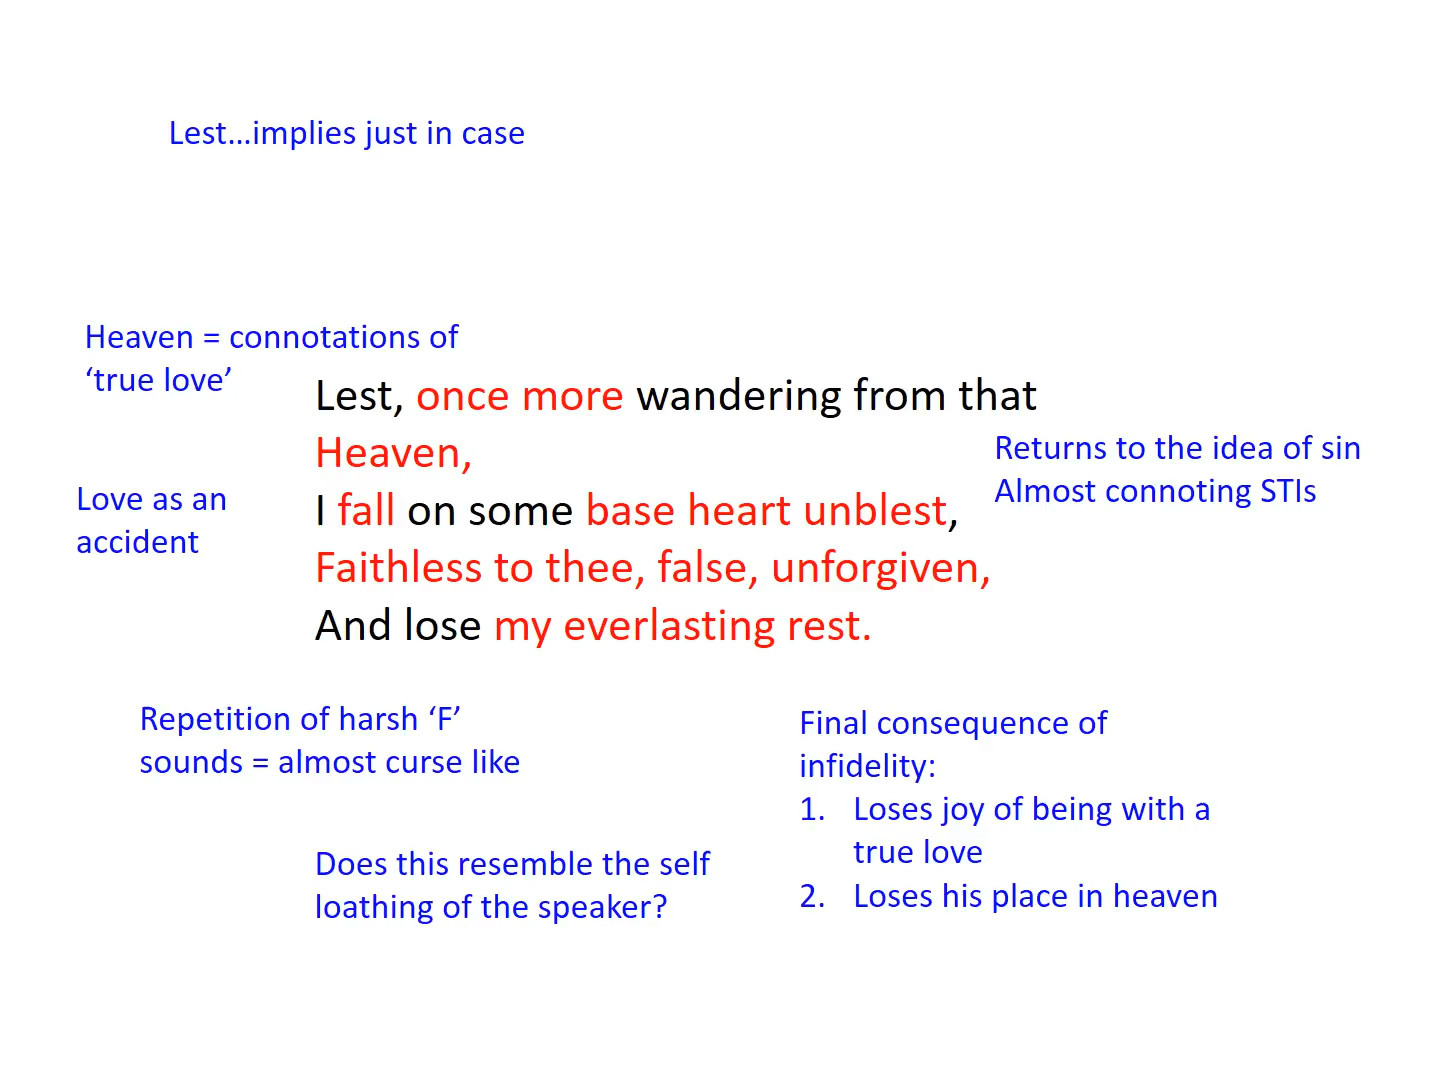 Lest…implies just in case
Heaven = connotations of
‘true love’
Lest, once more wandering from that
Heaven,
I fall on some base heart unblest,
Faithless to thee, false, unforgiven,
And lose my everlasting rest.
Returns to the idea of sin
Almost connoting STIs
Love as an
accident
Repetition of harsh ‘F’
sounds = almost curse like
Does this resemble the self
loathing of the speaker?
Final consequence of
infidelity:
1. Loses joy of being with a
true love
2. Loses his place in heaven